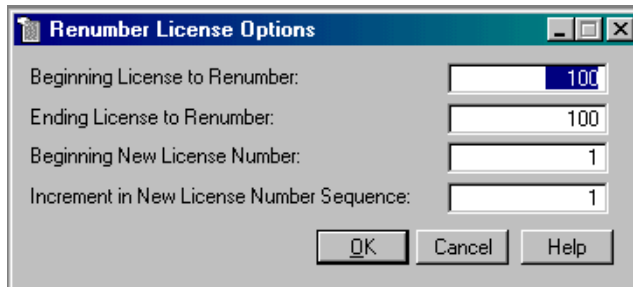 Renumber License Options
Beginning License to Renumber: 100
Ending License to Renumber: 100
Beginning New License Number: 1
Increment in New License Number Sequence: 1
OK Cancel Help